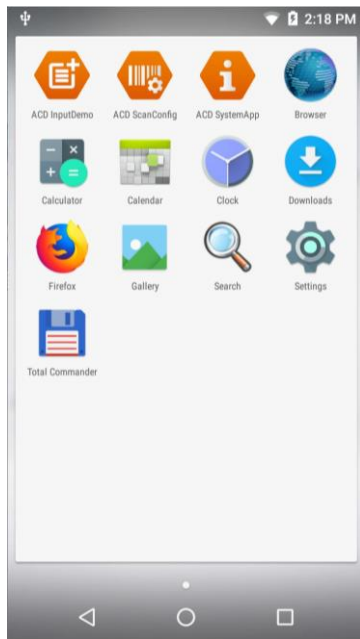 2:18 PM
ACD InputDemo ACD ScanConfig ACD SystemApp Browser
Calculator Calendar Clock Downloads
Firefox Gallery Search Settings
Total Commander